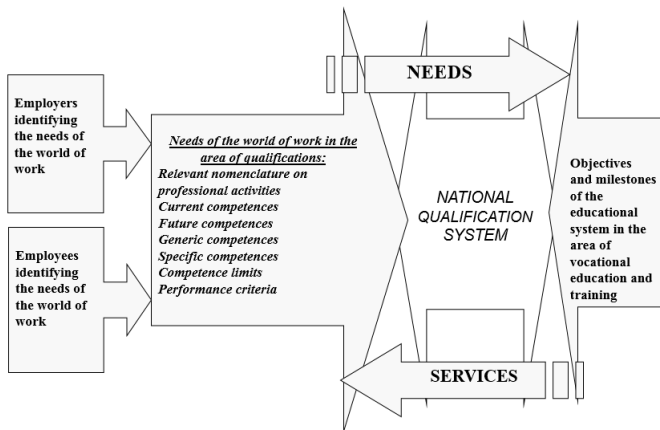 Employers
identifying
the needs of
the world of
work
Employees
identifying
the needs of
the world of
work
Needs of the world of work in the
area of qualifications:
Relevant nomenclature on
professional activities
Current competences
Future competences
Generic competences
Specific competences
Competence limits
Performance criteria
NEEDS
NATIONAL
QUALIFICATION
SYSTEM
SERVICES
Objectives
and milestones
of the
educational
system in the
area of
vocational
education and
training